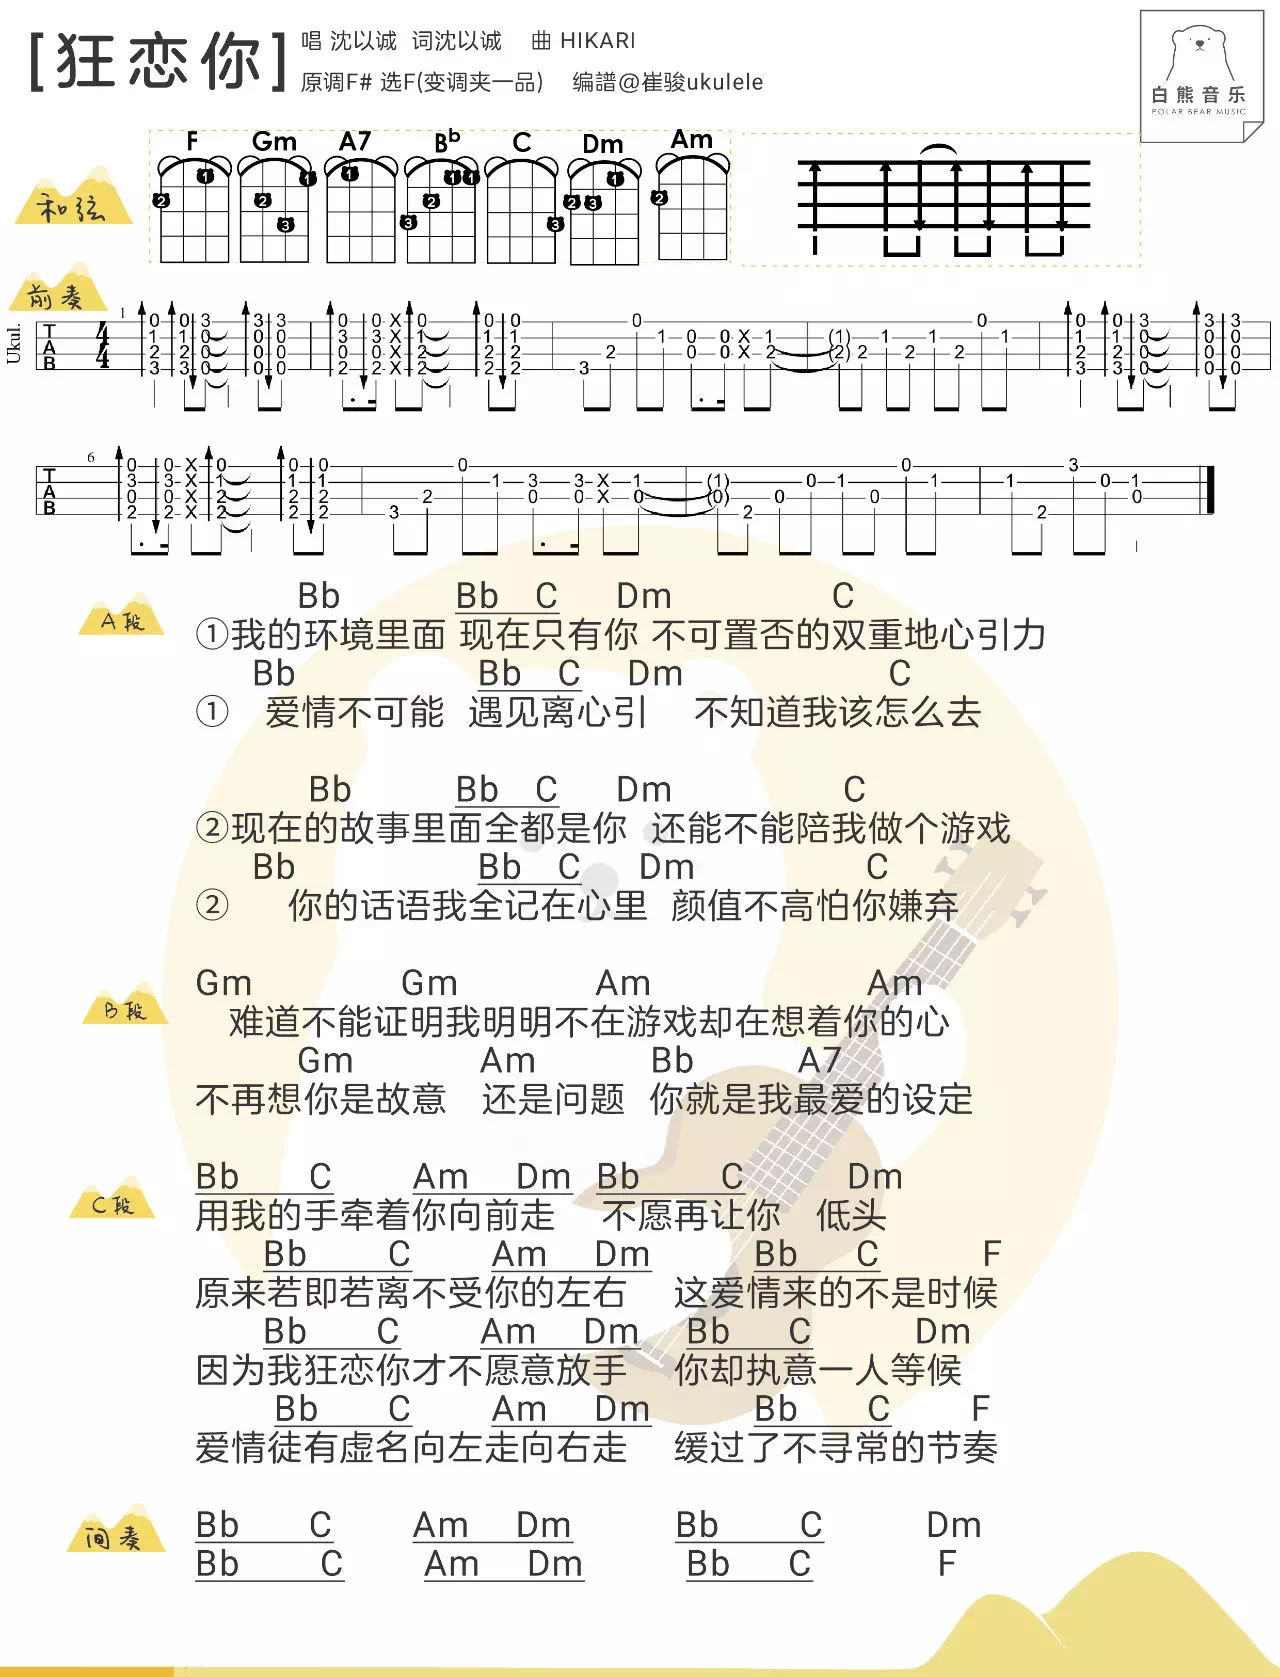 [狂恋你]
唱 沈以诚 词沈以诚 曲 HIKARI
原调F# 选F(变调夹一品) 编譜@崔骏ukulele
白熊音乐
POLAR BEAR MUSIC
和弦
F Gm A7 Bb C Dm Am
前奏
Ukul.
TAB
4/4
1
6
A段
Bb Bb C Dm C
①我的环境里面 现在只有你 不可置否的双重地心引力
Bb Bb C Dm C
① 爱情不可能 遇见离心引 不知道我该怎么去
Bb Bb C Dm C
②现在的故事里面全都是你 还能不能陪我做个游戏
Bb Bb C Dm C
② 你的话语我全记在心里 颜值不高怕你嫌弃
B段
Gm Gm Am Am
难道不能证明我明明不在游戏却在想着你的心
Gm Am Bb A7
不再想你是故意 还是问题 你就是我最爱的设定
C段
Bb C Am Dm Bb C Dm
用我的手牵着你向前走 不愿再让你 低头
Bb C Am Dm Bb C F
原来若即若离不受你的左右 这爱情来的不是时候
Bb C Am Dm Bb C Dm
因为我狂恋你才不愿意放手 你却执意一人等候
Bb C Am Dm Bb C F
爱情徒有虚名向左走向右走 缓过了不寻常的节奏
间奏
Bb C Am Dm Bb C Dm
Bb C Am Dm Bb C F